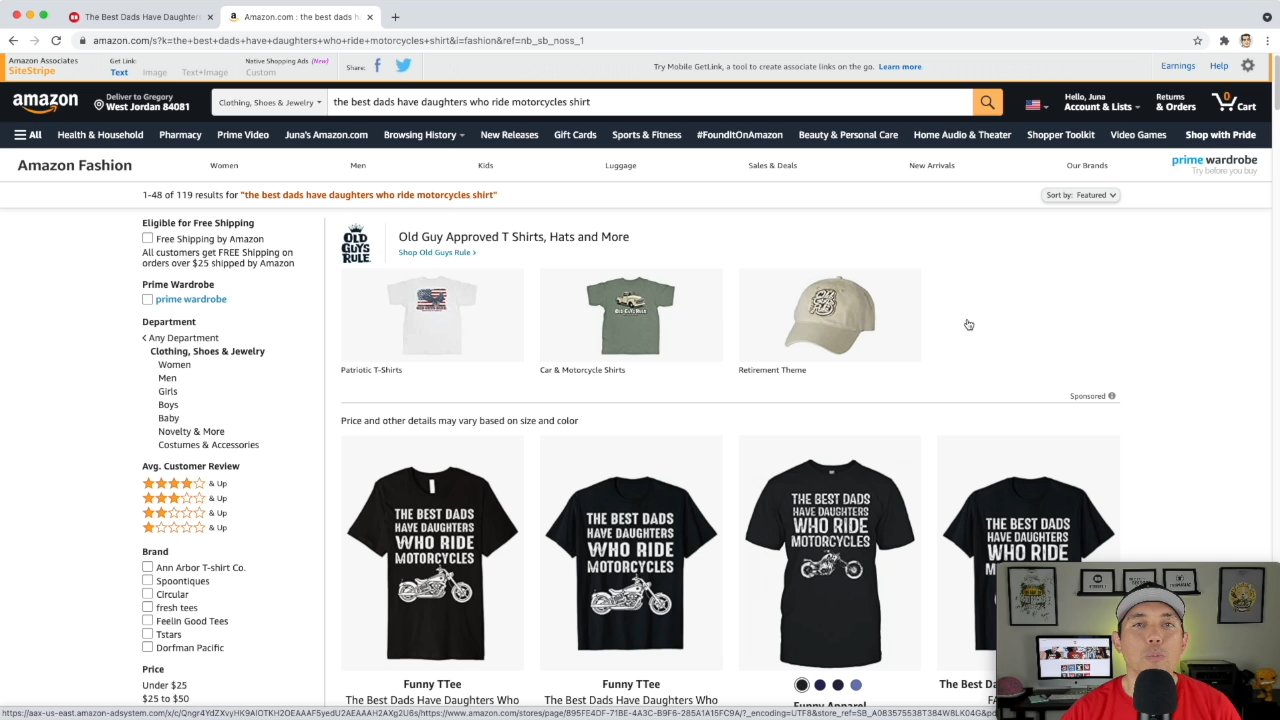 The Best Dads Have Daughters
Amazon.com : the best dads ha
amazon.com/s?k=the+best+dads+have+daughters+who+ride+motorcycles+shirt&i=fashion&ref=nb_sb_noss_1
Amazon Associates
SiteStripe
Get Link:
Text
Image
Text+Image
Native Shopping Ads (New)
Custom
Share:
Try Mobile GetLink, a tool to create associate links on the go. Learn more
Earnings
Help
amazon
Deliver to Gregory
West Jordan 84081
Clothing, Shoes & Jewelry
the best dads have daughters who ride motorcycles shirt
Hello, Juna
Account & Lists
Returns
& Orders
0
Cart
All
Health & Household
Pharmacy
Prime Video
Juna's Amazon.com
Browsing History
New Releases
Gift Cards
Sports & Fitness
#FoundItOnAmazon
Beauty & Personal Care
Home Audio & Theater
Shopper Toolkit
Video Games
Shop with Pride
Amazon Fashion
Women
Men
Kids
Luggage
Sales & Deals
New Arrivals
Our Brands
prime wardrobe
Try before you buy
1-48 of 119 results for "the best dads have daughters who ride motorcycles shirt"
Sort by: Featured
Eligible for Free Shipping
Free Shipping by Amazon
All customers get FREE Shipping on
orders over $25 shipped by Amazon
Prime Wardrobe
prime wardrobe
Department
Any Department
Clothing, Shoes & Jewelry
Women
Men
Girls
Boys
Baby
Novelty & More
Costumes & Accessories
Avg. Customer Review
& Up
& Up
& Up
& Up
Brand
Ann Arbor T-shirt Co.
Spoontiques
Circular
fresh tees
Feelin Good Tees
Tstars
Dorfman Pacific
Price
Under $25
$25 to $50
OLD
GUYS
RULE
Old Guy Approved T Shirts, Hats and More
Shop Old Guys Rule
OLD GUYS RULE
Patriotic T-Shirts
Car & Motorcycle Shirts
Retirement Theme
Sponsored
Price and other details may vary based on size and color
THE BEST DADS
HAVE DAUGHTERS
WHO RIDE
MOTORCYCLES
THE BEST DADS
HAVE DAUGHTERS
WHO RIDE
MOTORCYCLES
THE BEST DADS
HAVE DAUGHTERS
WHO RIDE
MOTORCYCLES
THE BEST DADS
HAVE DAUGHTERS
WHO RIDE
Funny TTee
The Best Dads Have Daughters Who
Funny TTee
The Best Dads Have Daughters Who
Funny Apparel
The Best Da